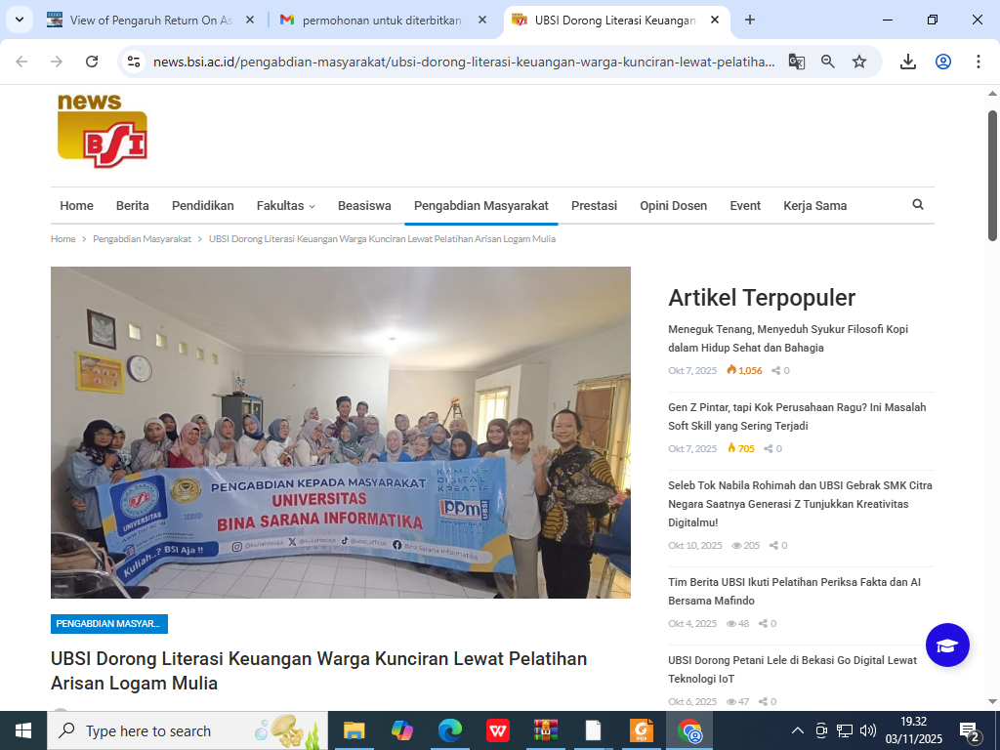 View of Pengaruh Return On As
permohonan untuk diterbitkan
UBSI Dorong Literasi Keuangan
news.bsi.ac.id/pengabdian-masyarakat/ubsi-dorong-literasi-keuangan-warga-kunciran-lewat-pelatiha...
news
BSI
Home
Berita
Pendidikan
Fakultas
Beasiswa
Pengabdian Masyarakat
Prestasi
Opini Dosen
Event
Kerja Sama
Home > Pengabdian Masyarakat > UBSI Dorong Literasi Keuangan Warga Kunciran Lewat Pelatihan Arisan Logam Mulia
PENGABDIAN KEPADA MASYARAKAT
UNIVERSITAS
BINA SARANA INFORMATIKA
KAMPUS
DIGITAL
KREATIF
ppm
UBSI
UNIVERSITAS
www.bsi.ac.id
Kuliah..? BSI Aja !!
@kuliahbsiaja
@kuliahbsiaja
@ubsi_official
Bina Sarana Informatika
PENGABDIAN MASYAR...
UBSI Dorong Literasi Keuangan Warga Kunciran Lewat Pelatihan
Arisan Logam Mulia
Artikel Terpopuler
Meneguk Tenang, Menyeduh Syukur Filosofi Kopi
dalam Hidup Sehat dan Bahagia
Okt 7, 2025 1,056 0
Gen Z Pintar, tapi Kok Perusahaan Ragu? Ini Masalah
Soft Skill yang Sering Terjadi
Okt 7, 2025 705 0
Seleb Tok Nabila Rohimah dan UBSI Gebrak SMK Citra
Negara Saatnya Generasi Z Tunjukkan Kreativitas
Digitalmu!
Okt 10, 2025 205 0
Tim Berita UBSI Ikuti Pelatihan Periksa Fakta dan AI
Bersama Mafindo
Okt 4, 2025 48 0
UBSI Dorong Petani Lele di Bekasi Go Digital Lewat
Teknologi IoT
Okt 6, 2025 47 0
Type here to search
19.32
03/11/2025
2